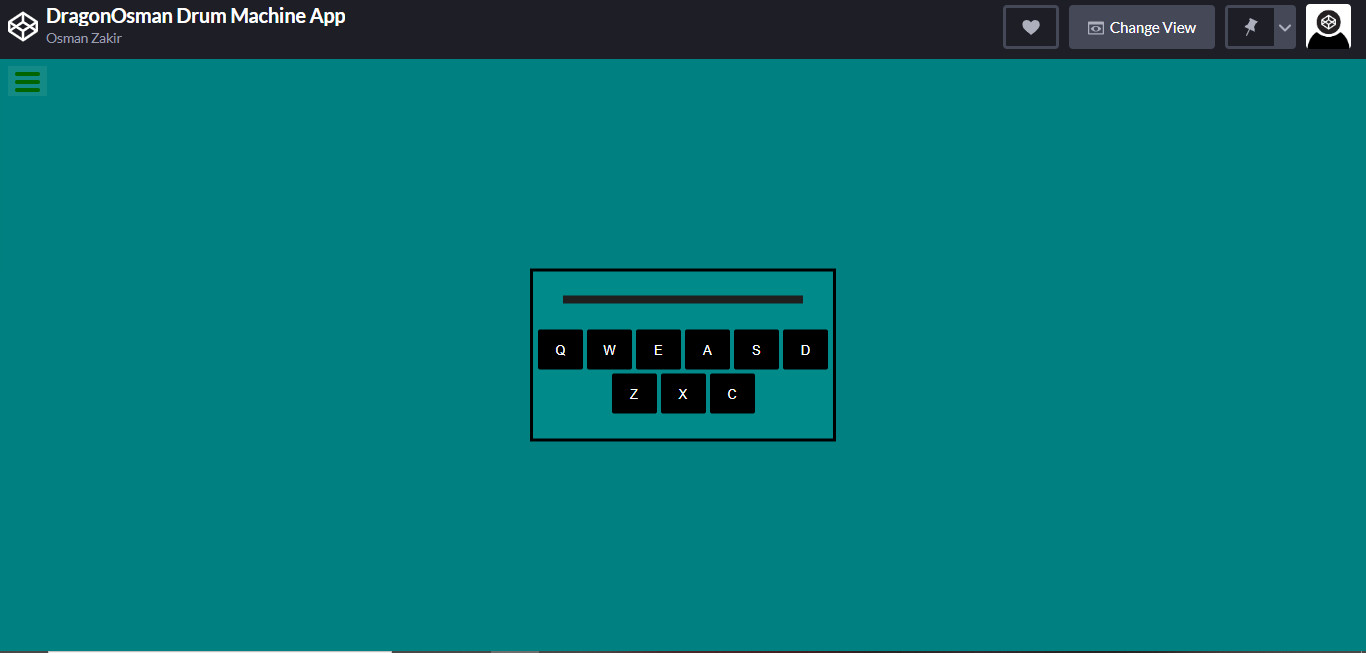 DragonOsman Drum Machine App
Osman Zakir
Change View
Q W E A S D
Z X C